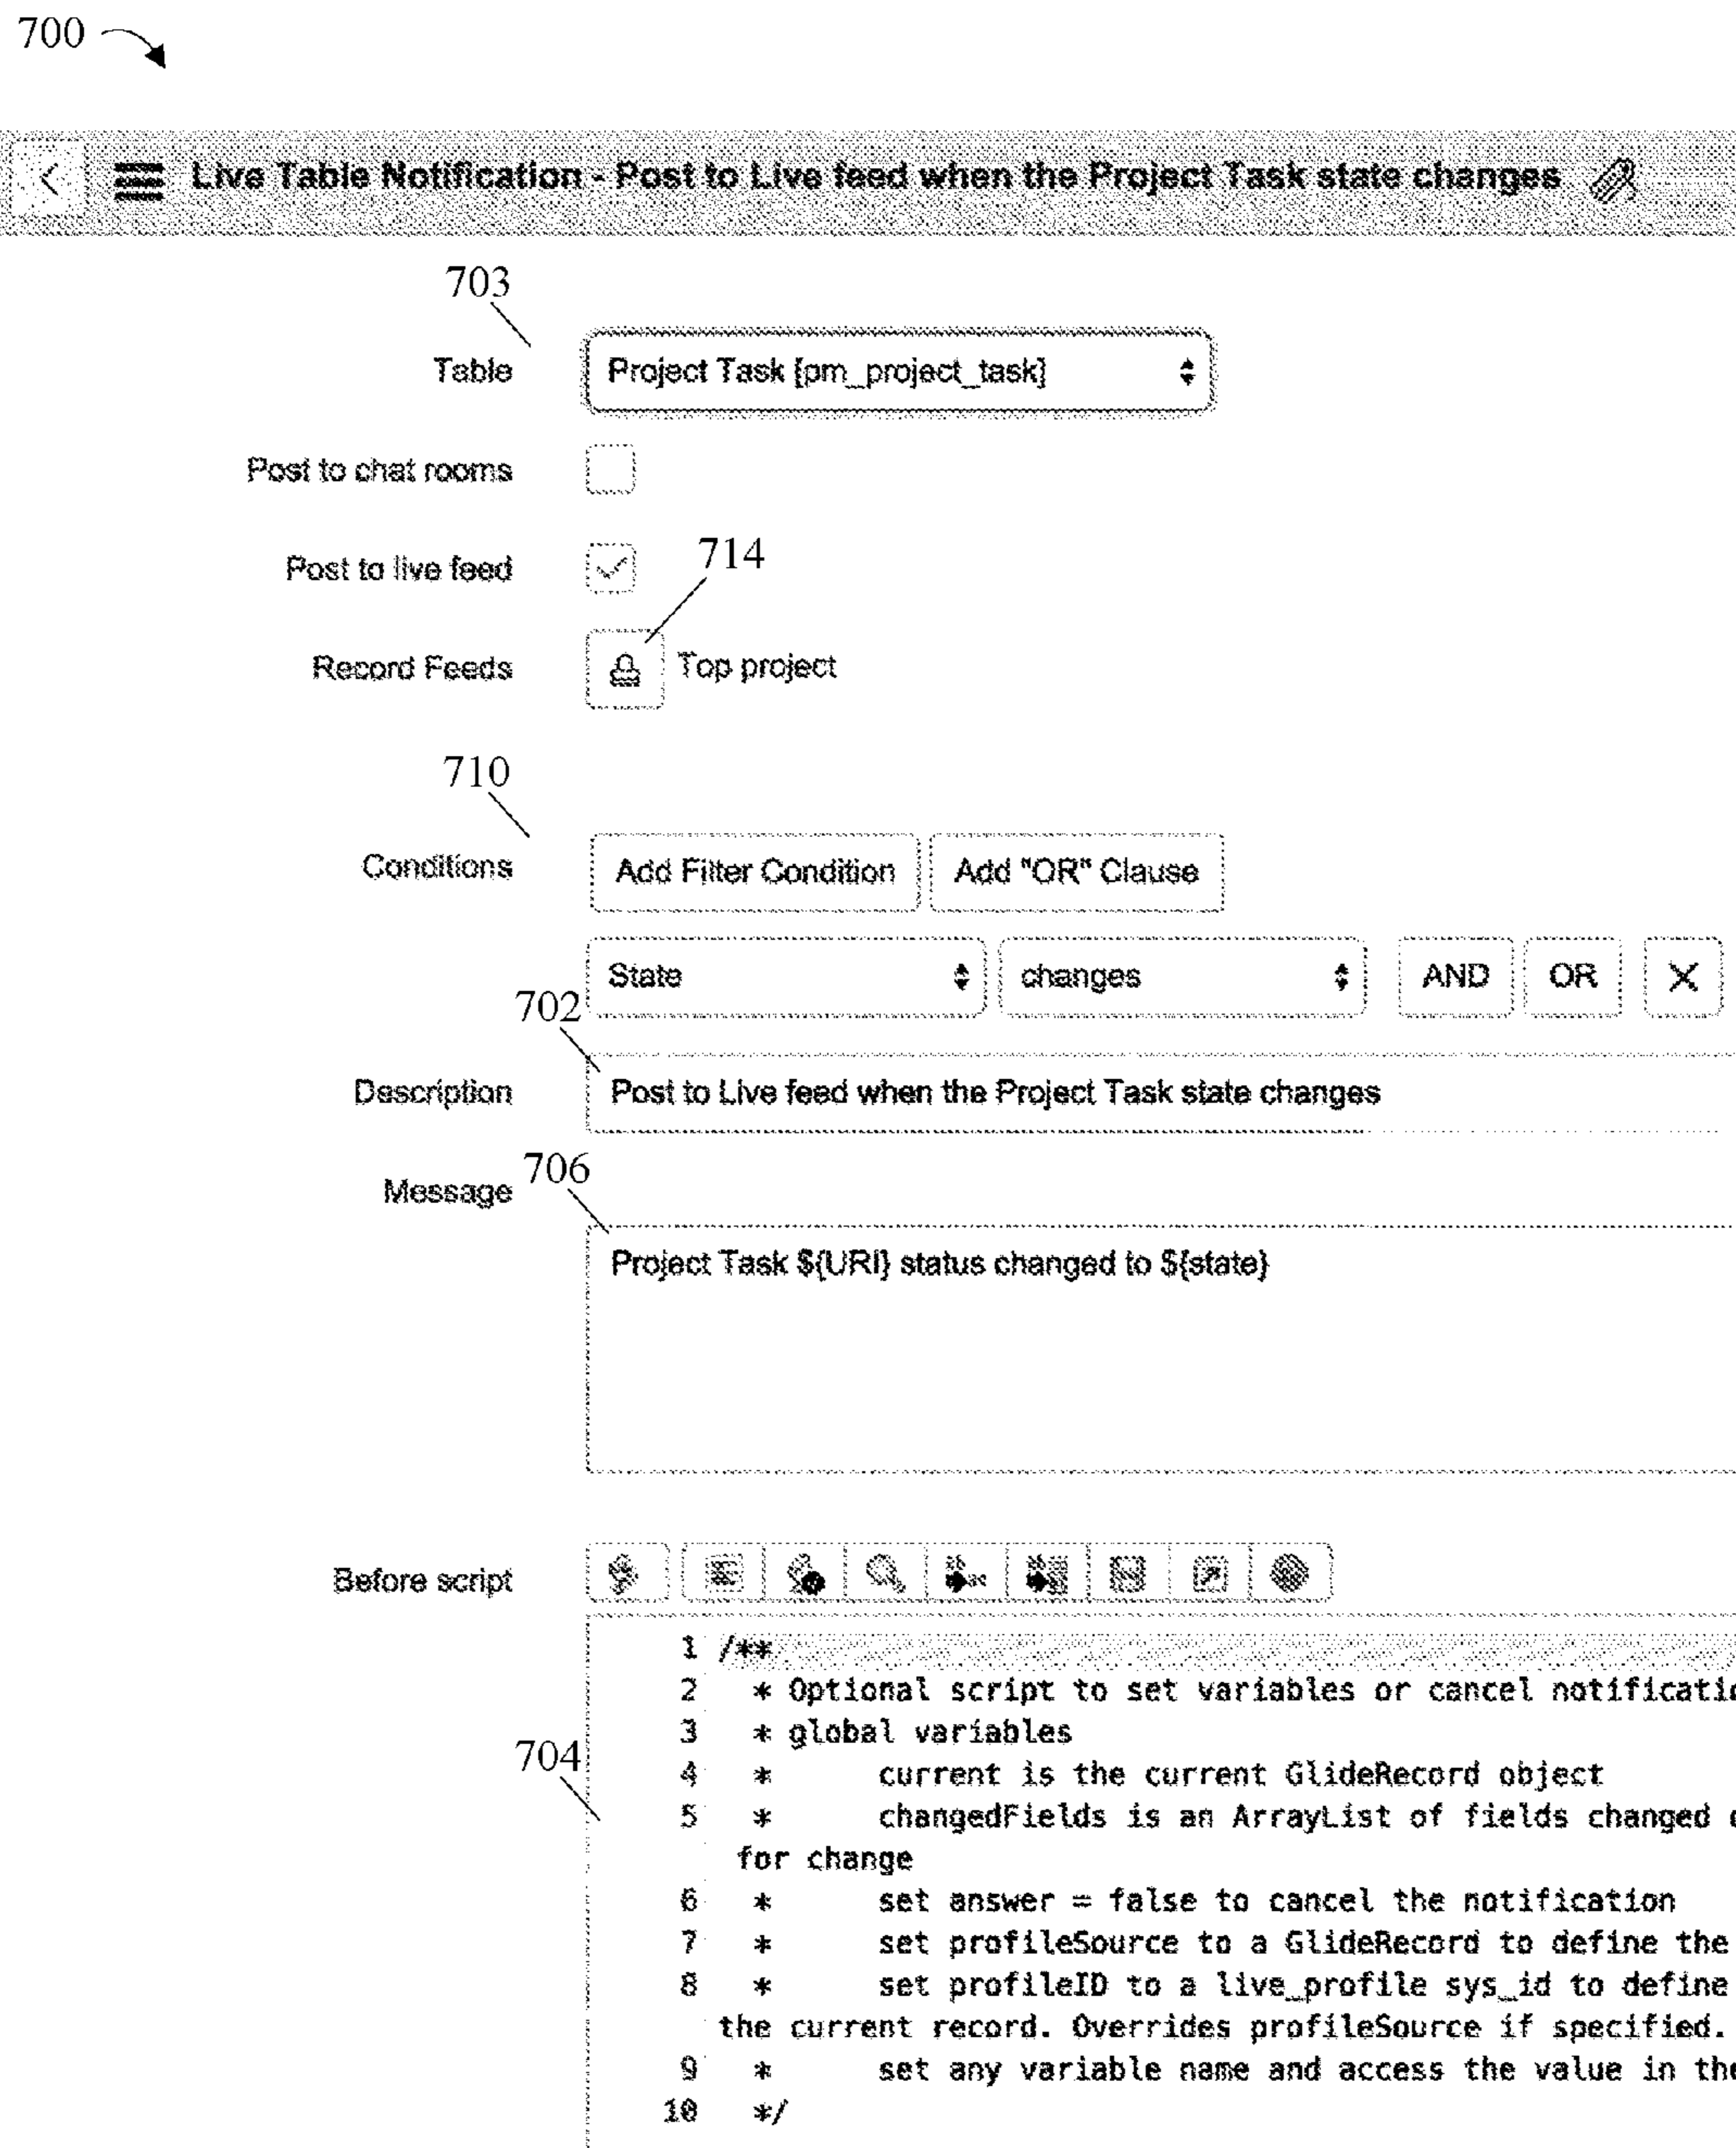 700
Live Table Notification - Post to Live feed when the Project Task state changes
703
Table
Project Task [pm_project_task]
Post to chat rooms
Post to live feed
714
Record Feeds
Top project
710
Conditions
Add Filter Condition
Add "OR" Clause
State
changes
AND
OR
702
Description
Post to Live feed when the Project Task state changes
Message
706
Project Task ${URI} status changed to ${state}
Before script
704
1 /**
2 * Optional script to set variables or cancel
3 * global variables
4 * current is the current GlideRecord object
5 * changedFields is an ArrayList of fields changed
for change
6 * set answer = false to cancel the notification
7 * set profileSource to a GlideRecord to define the
8 * set profileID to a live_profile sys_id to define
the current record. Overrides profileSource if specified.
9 * set any variable name and access the value in
10 */